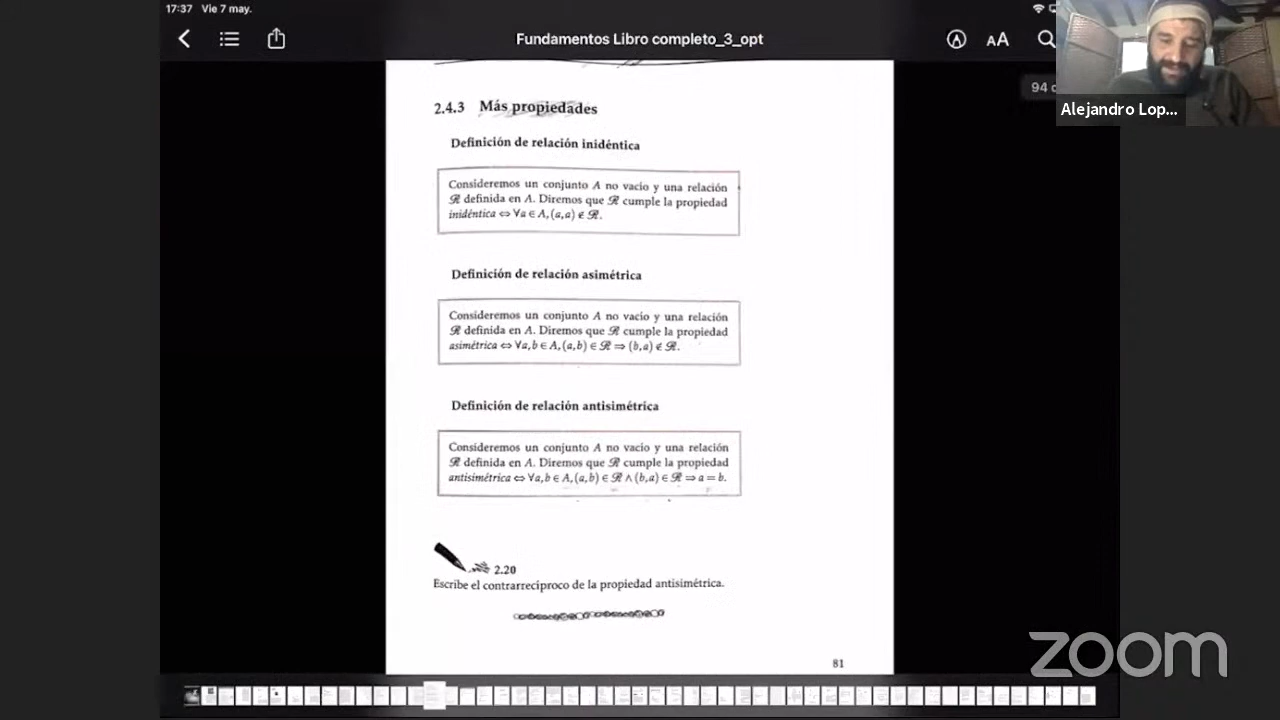 17:37 Vie 7 may.
Fundamentos Libro completo_3_opt
AA
94
Alejandro Lop...
2.4.3 Más propiedades
Definición de relación inidéntica
Consideremos un conjunto A no vacío y una relación
ℛ definida en A. Diremos que ℛ cumple la propiedad
inidéntica ⇔ ∀a ∈ A, (a,a) ∉ ℛ.
Definición de relación asimétrica
Consideremos un conjunto A no vacío y una relación
ℛ definida en A. Diremos que ℛ cumple la propiedad
asimétrica ⇔ ∀a,b ∈ A, (a,b) ∈ ℛ ⇒ (b,a) ∉ ℛ.
Definición de relación antisimétrica
Consideremos un conjunto A no vacío y una relación
ℛ definida en A. Diremos que ℛ cumple la propiedad
antisimétrica ⇔ ∀a,b ∈ A, (a,b) ∈ ℛ ∧ (b,a) ∈ ℛ ⇒ a = b.
2.20
Escribe el contrarrecíproco de la propiedad antisimétrica.
81
zoom